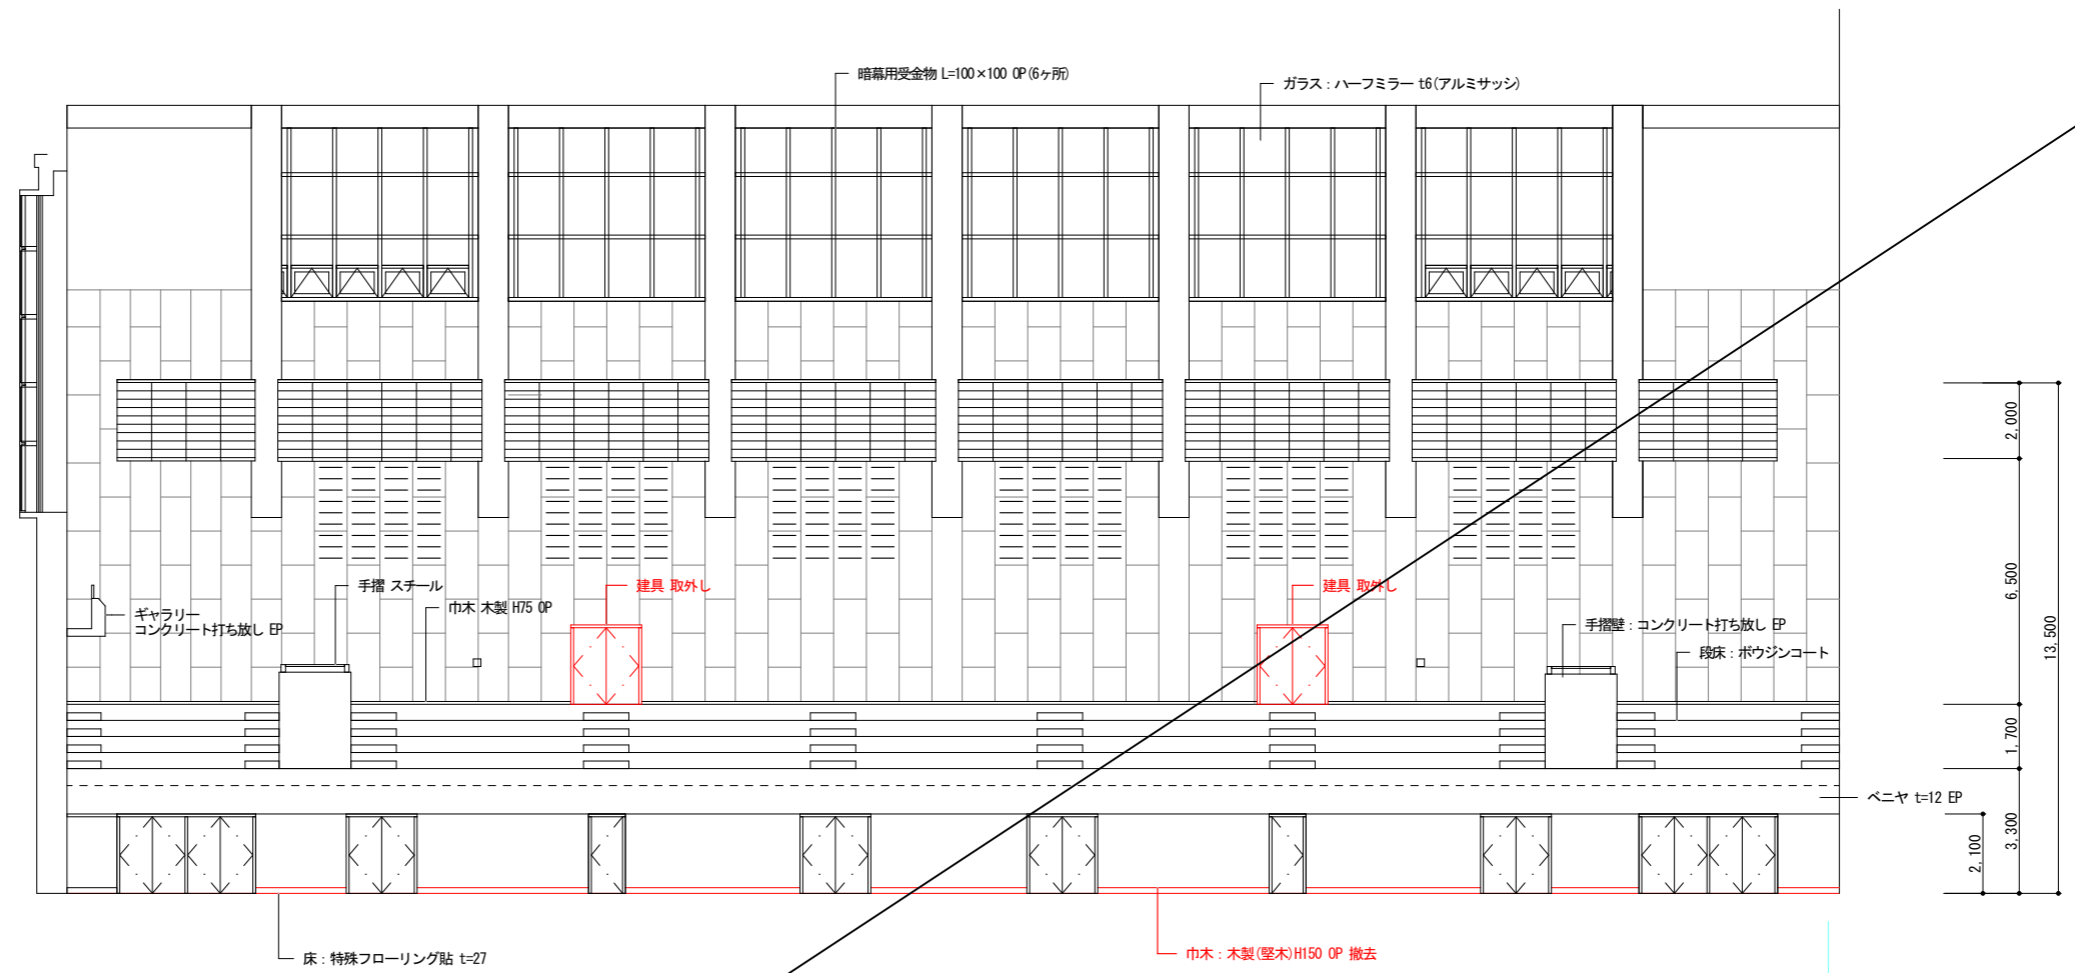 暗幕用受金物 L=100×100 OP(6ヶ所)
ガラス：ハーフミラー t6(アルミサッシ)
手摺 スチール
巾木 木製 H75 OP
建具 取外し
建具 取外し
ギャラリー
コンクリート打ち放し EP
手摺壁：コンクリート打ち放し EP
段床：ボウジンコート
ベニヤ t=12 EP
2,000
6,500
13,500
1,700
3,300
2,100
床：特殊フローリング貼 t=27
巾木：木製(堅木)H150 OP 撤去